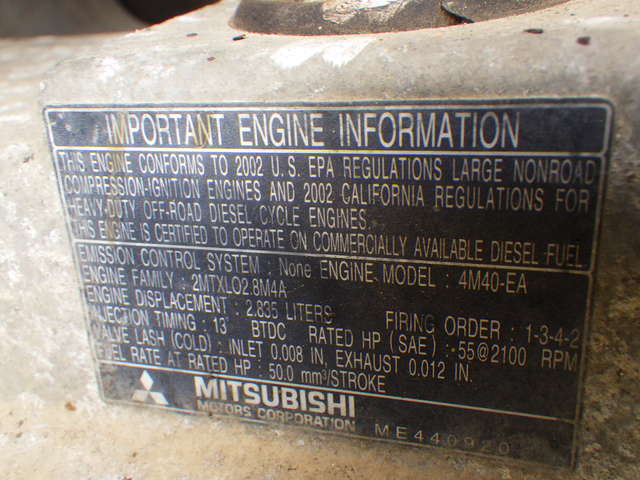 IMPORTANT ENGINE INFORMATION
THIS ENGINE CONFORMS TO 2002 U.S. EPA REGULATIONS LARGE NONROAD
COMPRESSION-IGNITION ENGINES AND 2002 CALIFORNIA REGULATIONS FOR
HEAVY-DUTY OFF-ROAD DIESEL CYCLE ENGINES.
THIS ENGINE IS CERTIFIED TO OPERATE ON COMMERCIALLY AVAILABLE DIESEL FUEL
EMISSION CONTROL SYSTEM : None ENGINE MODEL : 4M40-EA
ENGINE FAMILY : 2MTXL02.8M4A
ENGINE DISPLACEMENT : 2.835 LITERS FIRING ORDER : 1-3-4-2
INJECTION TIMING : 13 BTDC RATED HP (SAE) : 55@2100 RPM
VALVE LASH (COLD) : INLET 0.008 IN, EXHAUST 0.012 IN.
FUEL RATE AT RATED HP : 50.0 mm³/STROKE
MITSUBISHI
MOTORS CORPORATION ME440920